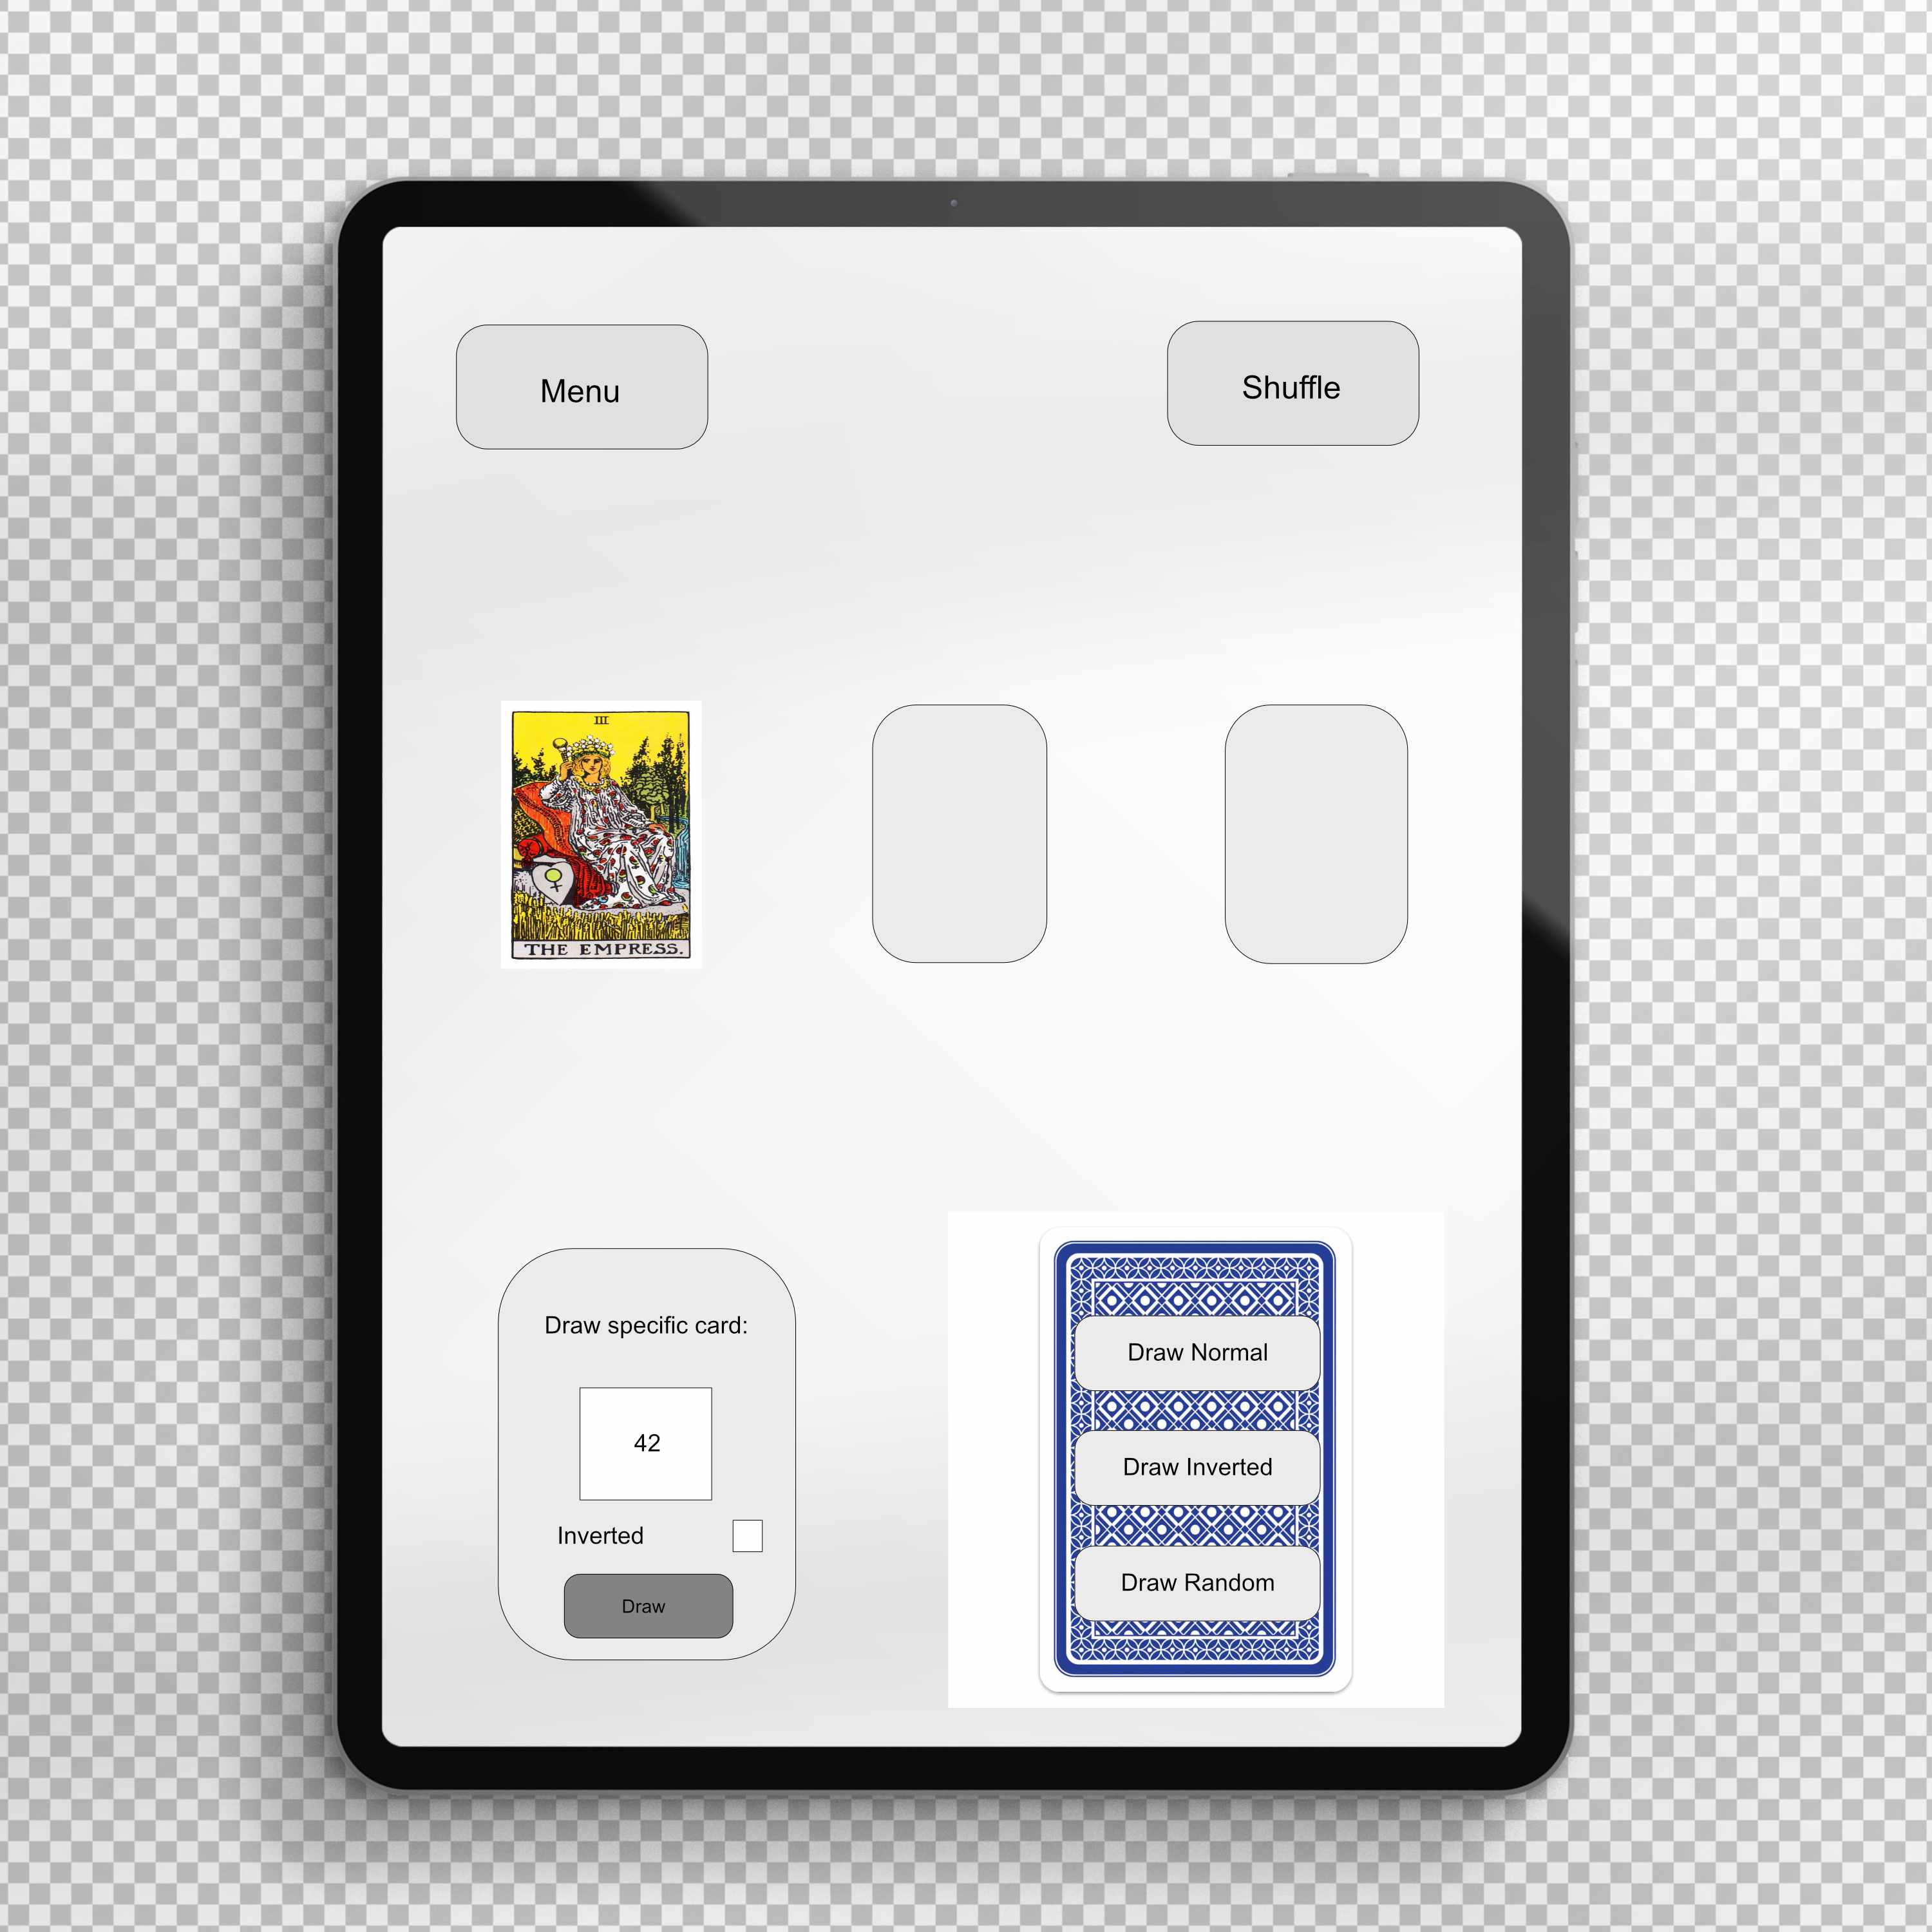 Menu
Shuffle
III
THE EMPRESS.
Draw specific card:
42
Inverted
Draw
Draw Normal
Draw Inverted
Draw Random